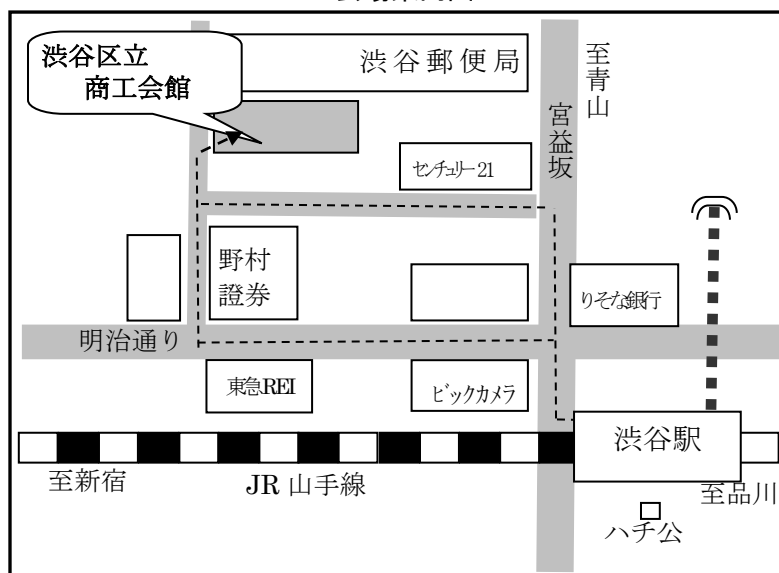 渋谷区立
商工会館
渋谷郵便局
至青山
宮益坂
センチュリー21
野村
證券
りそな銀行
明治通り
東急REI
ビックカメラ
渋谷駅
至新宿
JR 山手線
至品川
ハチ公